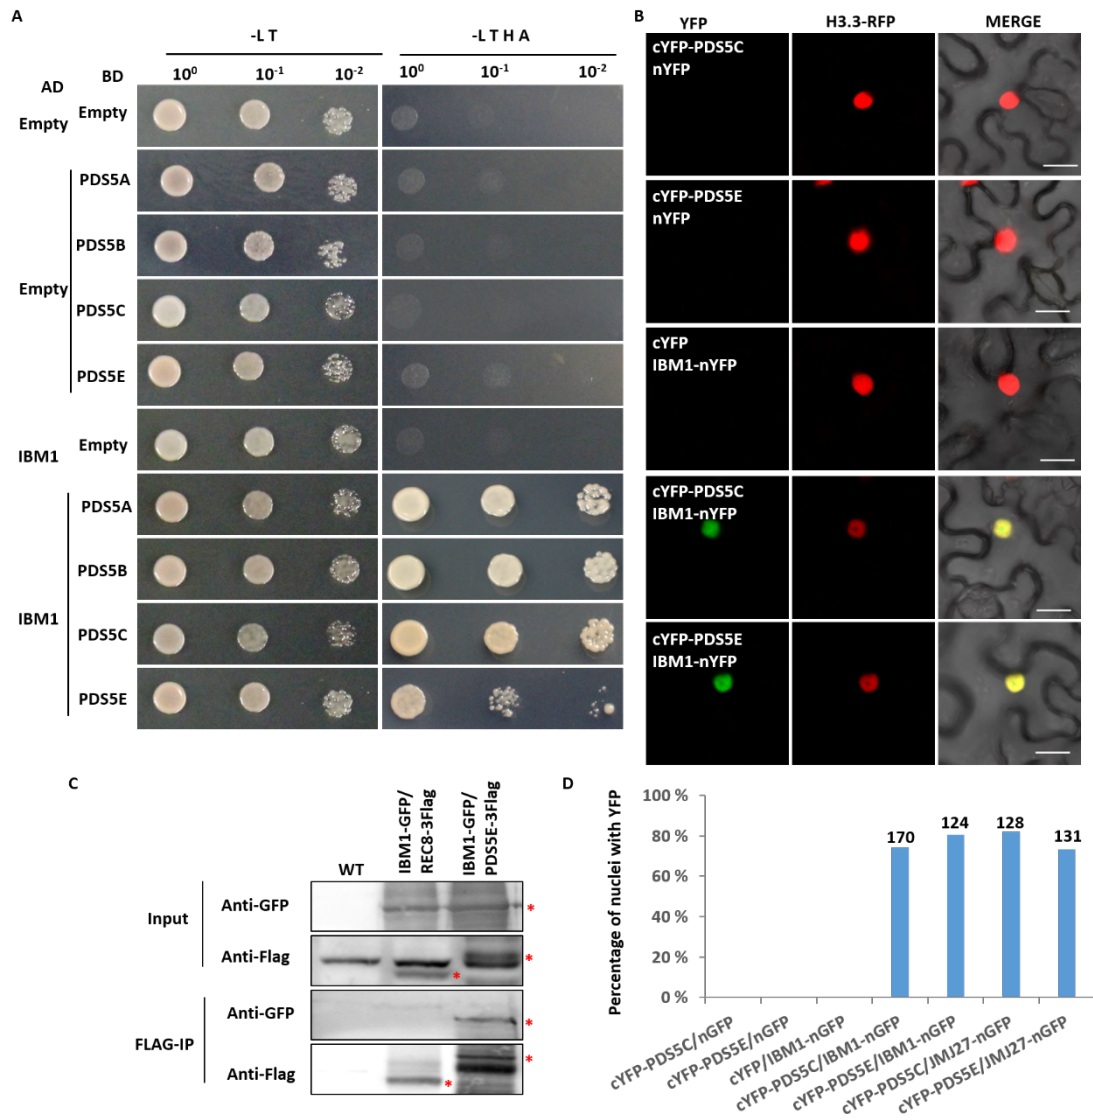 A
-L T
-L T H A
AD
BD
10⁰
10⁻¹
10⁻²
10⁰
10⁻¹
10⁻²
Empty
Empty
Empty
PDS5A
PDS5B
PDS5C
PDS5E
IBM1
Empty
IBM1
PDS5A
PDS5B
PDS5C
PDS5E
B
YFP
H3.3-RFP
MERGE
cYFP-PDS5C
nYFP
cYFP-PDS5E
nYFP
cYFP
IBM1-nYFP
cYFP-PDS5C
IBM1-nYFP
cYFP-PDS5E
IBM1-nYFP
C
WT
IBM1-GFP/
REC8-3Flag
IBM1-GFP/
PDS5E-3Flag
Input
Anti-GFP
*
Anti-Flag
*
*
FLAG-IP
Anti-GFP
*
Anti-Flag
*
*
D
Percentage of nuclei with YFP
100 %
80 %
60 %
40 %
20 %
0 %
170
124
128
131
cYFP-PDS5C/nGFP
cYFP-PDS5E/nGFP
cYFP/IBM1-nGFP
cYFP-PDS5C/IBM1-nGFP
cYFP-PDS5E/IBM1-nGFP
cYFP-PDS5C/JMJ27-nGFP
cYFP-PDS5E/JMJ27-nGFP